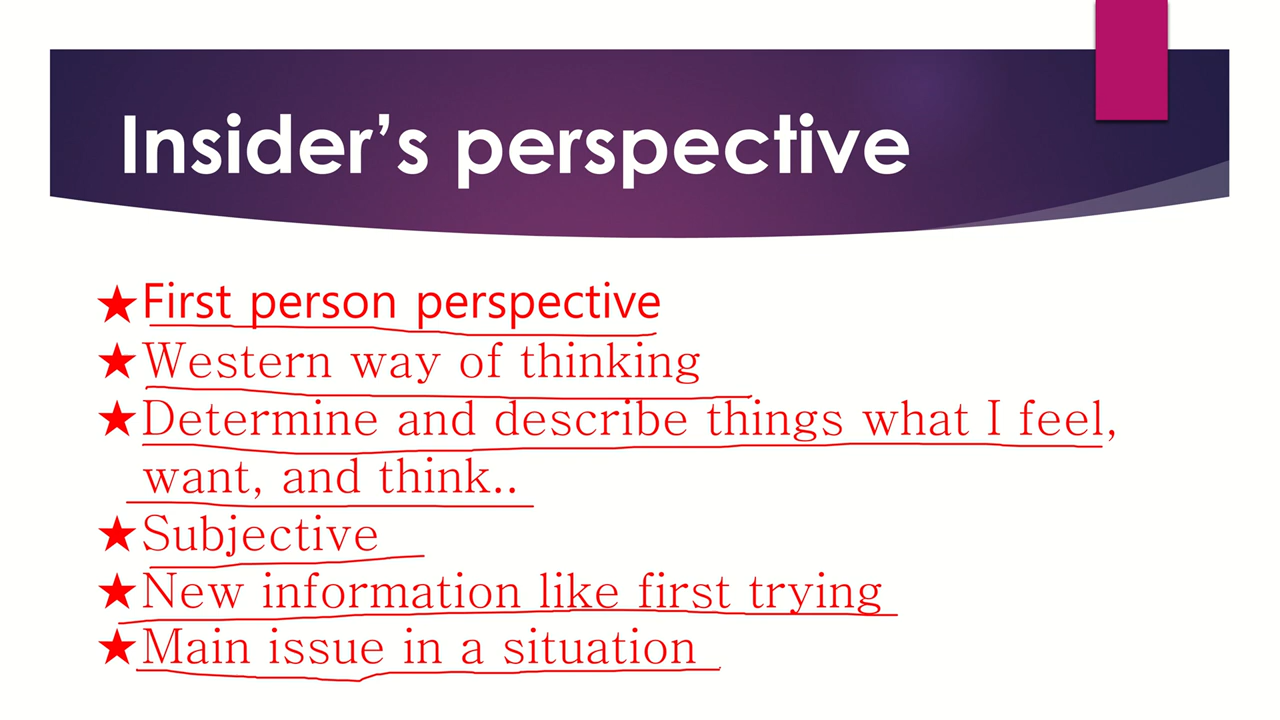 Insider’s perspective
★First person perspective
★Western way of thinking
★Determine and describe things what I feel,
want, and think..
★Subjective
★New information like first trying
★Main issue in a situation